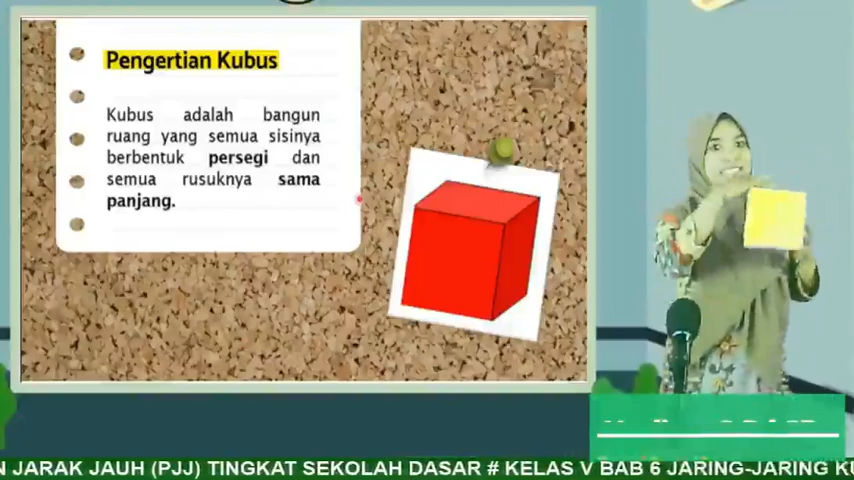 Pengertian Kubus
Kubus adalah bangun
ruang yang semua sisinya
berbentuk persegi dan
semua rusuknya sama
panjang.
N JARAK JAUH (PJJ) TINGKAT SEKOLAH DASAR # KELAS V BAB 6 JARING-JARING KU